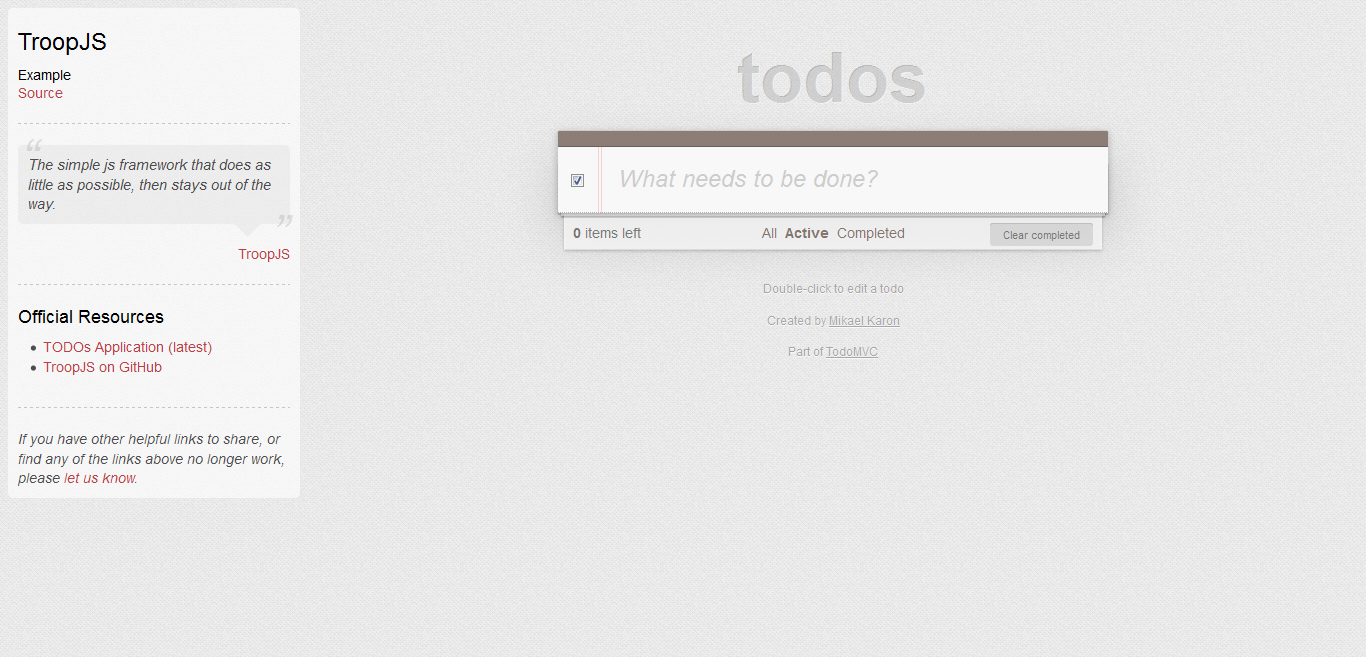 TroopJS
Example
Source
“
The simple js framework that does as
little as possible, then stays out of the
way.
”
TroopJS
Official Resources
• TODOs Application (latest)
• TroopJS on GitHub
If you have other helpful links to share, or
find any of the links above no longer work,
please let us know.
todos
What needs to be done?
0 items left All Active Completed Clear completed
Double-click to edit a todo
Created by Mikael Karon
Part of TodoMVC